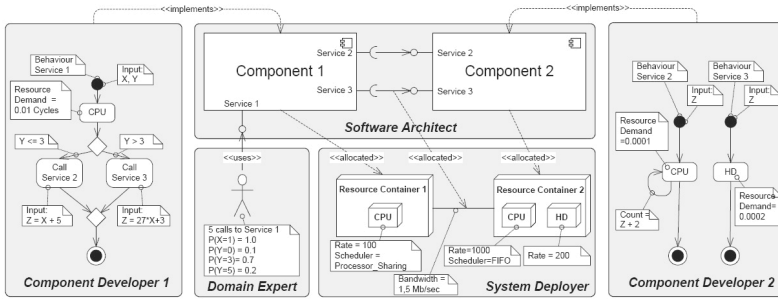 <<implements>>
<<implements>>
Behaviour
Service 1
Input:
X, Y
Resource
Demand =
0.01 Cycles
CPU
Y <= 3
Y > 3
Call
Service 2
Call
Service 3
Input:
Z = X + 5
Input:
Z = 27*X+3
Component Developer 1
Component 1
Service 2
Service 3
Service 1
Service 2
Service 3
Component 2
Software Architect
<<uses>>
5 calls to Service 1
P(X=1) = 1.0
P(Y=0) = 0.1
P(Y=3)= 0.7
P(Y=5) = 0.2
Domain Expert
<<allocated>>
<<allocated>>
<<allocated>>
Resource Container 1
CPU
Rate = 100
Scheduler =
Processor_Sharing
Resource Container 2
CPU
HD
Rate=1000
Scheduler=FIFO
Rate = 200
Bandwidth =
1,5 Mb/sec
System Deployer
Behaviour
Service 2
Behaviour
Service 3
Input:
Z
Input:
Z
Resource
Demand
=0.0001
CPU
HD
Count =
Z + 2
Resource
Demand=
0.0002
Component Developer 2